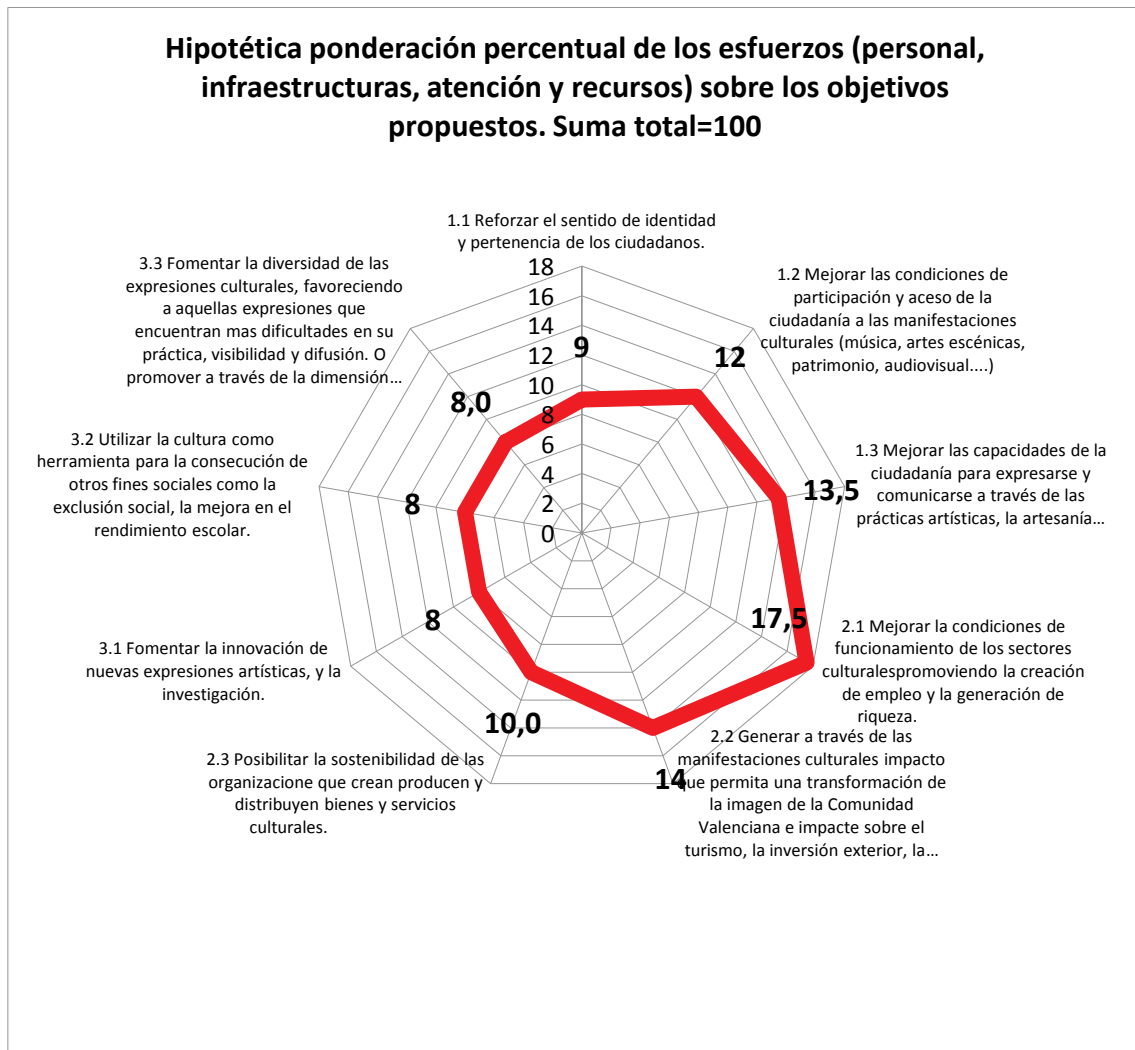 Hipotética ponderación percentual de los esfuerzos (personal,
infraestructuras, atención y recursos) sobre los objetivos
propuestos. Suma total=100
1.1 Reforzar el sentido de identidad
y pertenencia de los ciudadanos.
1.2 Mejorar las condiciones de
participación y aceso de la
ciudadanía a las manifestaciones
culturales (música, artes escénicas,
patrimonio, audiovisual....)
1.3 Mejorar las capacidades de la
ciudadanía para expresarse y
comunicarse a través de las
prácticas artísticas, la artesanía…
2.1 Mejorar la condiciones de
funcionamiento de los sectores
culturalespromoviendo la creación
de empleo y la generación de
riqueza.
2.2 Generar a través de las
manifestaciones culturales impacto
que permita una transformación de
la imagen de la Comunidad
Valenciana e impacte sobre el
turismo, la inversión exterior, la…
2.3 Posibilitar la sostenibilidad de las
organizacione que crean producen y
distribuyen bienes y servicios
culturales.
3.1 Fomentar la innovación de
nuevas expresiones artísticas, y la
investigación.
3.2 Utilizar la cultura como
herramienta para la consecución de
otros fines sociales como la
exclusión social, la mejora en el
rendimiento escolar.
3.3 Fomentar la diversidad de las
expresiones culturales, favoreciendo
a aquellas expresiones que
encuentran mas dificultades en su
práctica, visibilidad y difusión. O
promover a través de la dimensión…
18
16
14
12
10
8
6
4
2
0
9
12
13,5
17,5
14
10,0
8
8
8,0